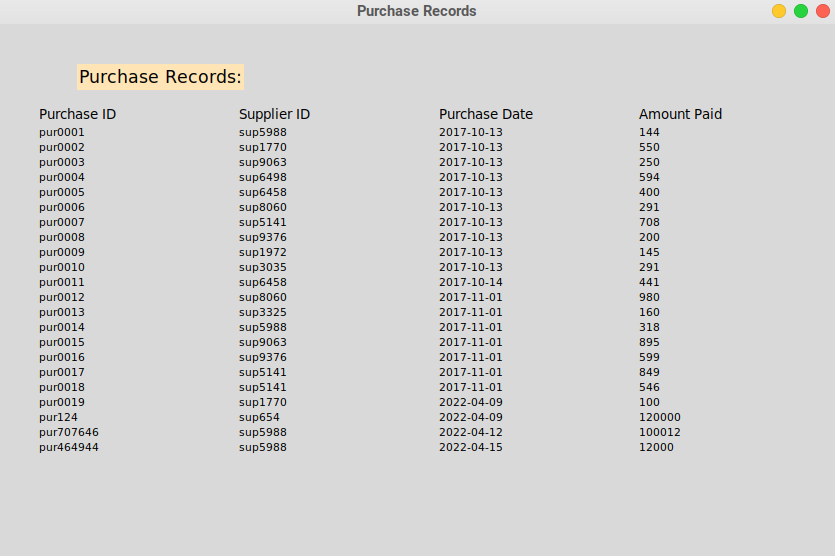 Purchase Records
Purchase Records:
Purchase ID Supplier ID Purchase Date Amount Paid
pur0001 sup5988 2017-10-13 144
pur0002 sup1770 2017-10-13 550
pur0003 sup9063 2017-10-13 250
pur0004 sup6498 2017-10-13 594
pur0005 sup6458 2017-10-13 400
pur0006 sup8060 2017-10-13 291
pur0007 sup5141 2017-10-13 708
pur0008 sup9376 2017-10-13 200
pur0009 sup1972 2017-10-13 145
pur0010 sup3035 2017-10-13 291
pur0011 sup6458 2017-10-14 441
pur0012 sup8060 2017-11-01 980
pur0013 sup3325 2017-11-01 160
pur0014 sup5988 2017-11-01 318
pur0015 sup9063 2017-11-01 895
pur0016 sup9376 2017-11-01 599
pur0017 sup5141 2017-11-01 849
pur0018 sup5141 2017-11-01 546
pur0019 sup1770 2022-04-09 100
pur124 sup654 2022-04-09 120000
pur707646 sup5988 2022-04-12 100012
pur464944 sup5988 2022-04-15 12000